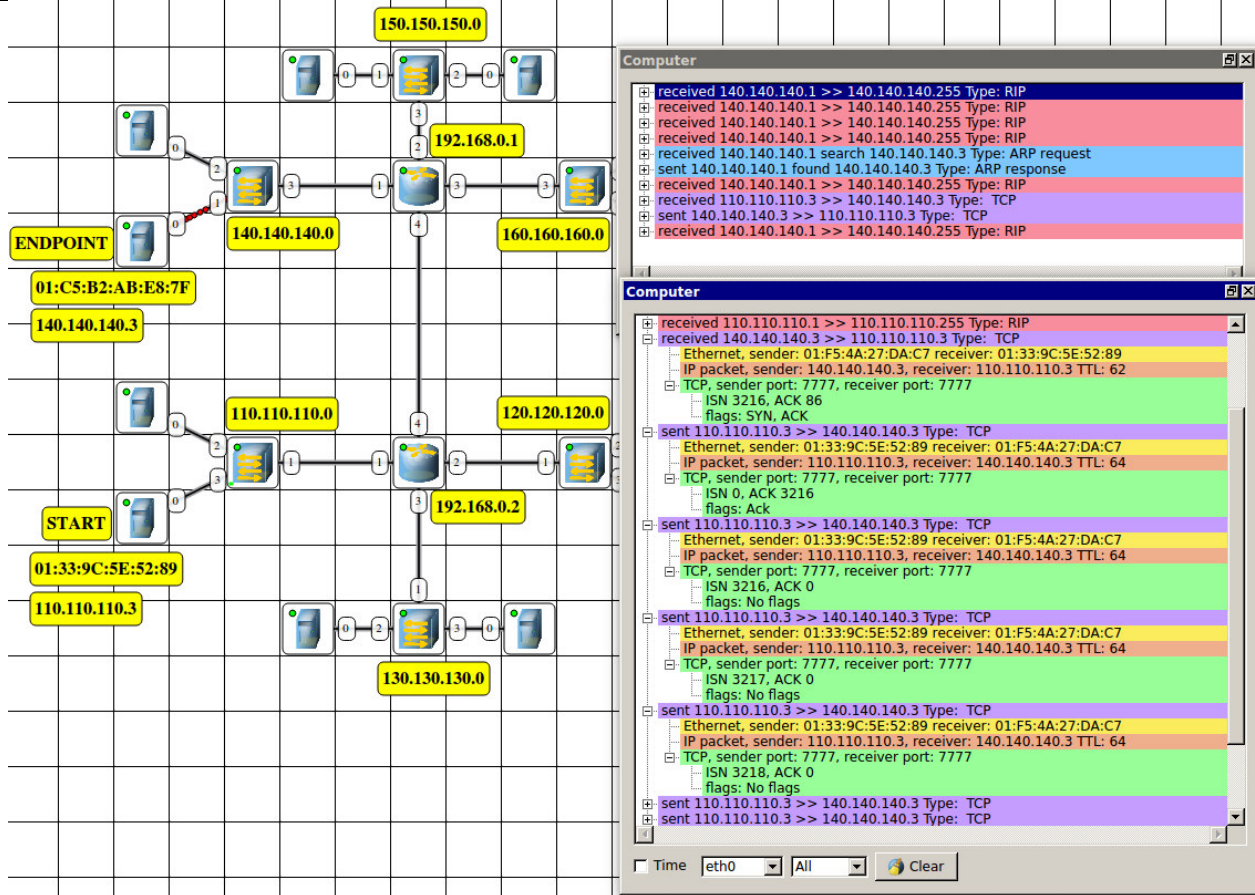 150.150.150.0
0
1
2
0
3
2
192.168.0.1
0
2
3
1
3
3
1
0
4
ENDPOINT
140.140.140.0
160.160.160.0
01:C5:B2:AB:E8:7F
140.140.140.3
110.110.110.0
120.120.120.0
0
2
4
1
1
2
1
3
0
3
START
192.168.0.2
01:33:9C:5E:52:89
110.110.110.3
1
0
2
3
0
130.130.130.0
Computer
received 140.140.140.1 >> 140.140.140.255 Type: RIP
received 140.140.140.1 >> 140.140.140.255 Type: RIP
received 140.140.140.1 >> 140.140.140.255 Type: RIP
received 140.140.140.1 >> 140.140.140.255 Type: RIP
received 140.140.140.1 search 140.140.140.3 Type: ARP request
sent 140.140.140.1 found 140.140.140.3 Type: ARP response
received 140.140.140.1 >> 140.140.140.255 Type: RIP
received 110.110.110.3 >> 140.140.140.3 Type: TCP
sent 140.140.140.3 >> 110.110.110.3 Type: TCP
received 140.140.140.1 >> 140.140.140.255 Type: RIP
Computer
received 110.110.110.1 >> 110.110.110.255 Type: RIP
received 140.140.140.3 >> 110.110.110.3 Type: TCP
Ethernet, sender: 01:F5:4A:27:DA:C7 receiver: 01:33:9C:5E:52:89
IP packet, sender: 140.140.140.3, receiver: 110.110.110.3 TTL: 62
TCP, sender port: 7777, receiver port: 7777
ISN 3216, ACK 86
flags: SYN, ACK
sent 110.110.110.3 >> 140.140.140.3 Type: TCP
Ethernet, sender: 01:33:9C:5E:52:89 receiver: 01:F5:4A:27:DA:C7
IP packet, sender: 110.110.110.3, receiver: 140.140.140.3 TTL: 64
TCP, sender port: 7777, receiver port: 7777
ISN 0, ACK 3216
flags: Ack
sent 110.110.110.3 >> 140.140.140.3 Type: TCP
Ethernet, sender: 01:33:9C:5E:52:89 receiver: 01:F5:4A:27:DA:C7
IP packet, sender: 110.110.110.3, receiver: 140.140.140.3 TTL: 64
TCP, sender port: 7777, receiver port: 7777
ISN 3216, ACK 0
flags: No flags
sent 110.110.110.3 >> 140.140.140.3 Type: TCP
Ethernet, sender: 01:33:9C:5E:52:89 receiver: 01:F5:4A:27:DA:C7
IP packet, sender: 110.110.110.3, receiver: 140.140.140.3 TTL: 64
TCP, sender port: 7777, receiver port: 7777
ISN 3217, ACK 0
flags: No flags
sent 110.110.110.3 >> 140.140.140.3 Type: TCP
Ethernet, sender: 01:33:9C:5E:52:89 receiver: 01:F5:4A:27:DA:C7
IP packet, sender: 110.110.110.3, receiver: 140.140.140.3 TTL: 64
TCP, sender port: 7777, receiver port: 7777
ISN 3218, ACK 0
flags: No flags
sent 110.110.110.3 >> 140.140.140.3 Type: TCP
sent 110.110.110.3 >> 140.140.140.3 Type: TCP
Time eth0 All Clear